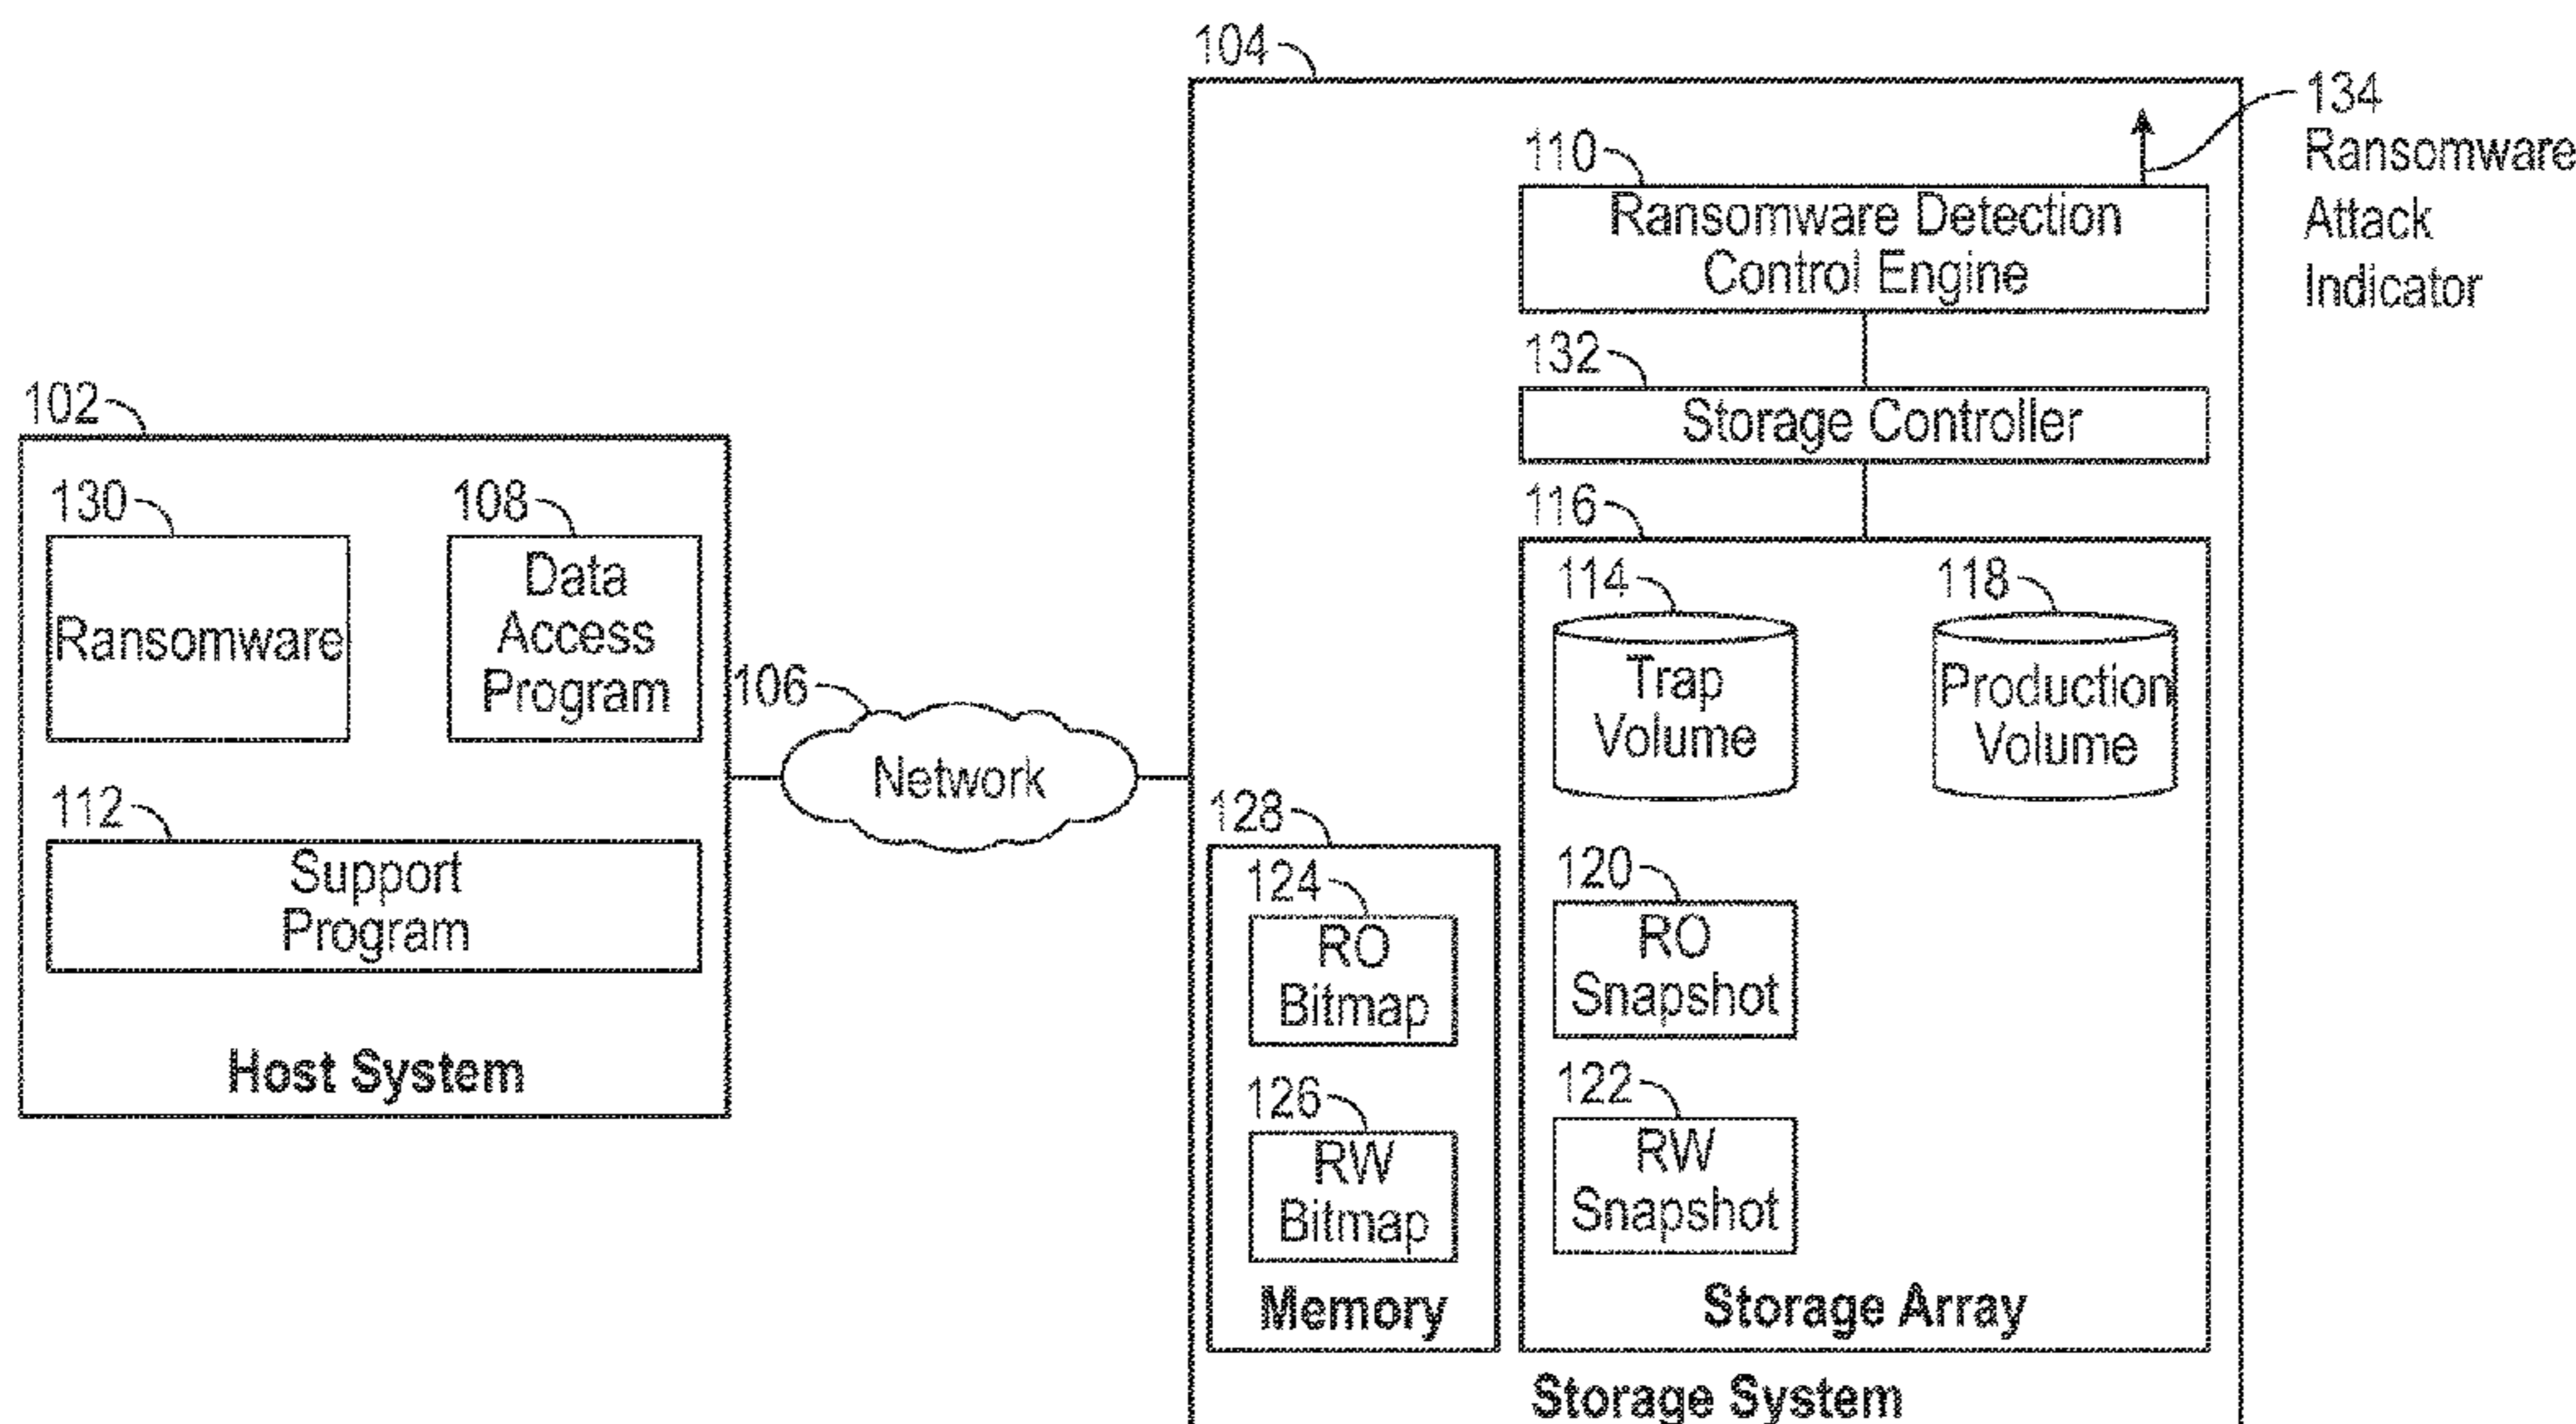 104
134
Ransomware
Attack
Indicator
110
Ransomware Detection
Control Engine
132
Storage Controller
102
130
Ransomware
108
Data
Access
Program
112
Support
Program
Host System
106
Network
116
114
Trap
Volume
118
Production
Volume
128
124
RO
Bitmap
126
RW
Bitmap
Memory
120
RO
Snapshot
122
RW
Snapshot
Storage Array
Storage System